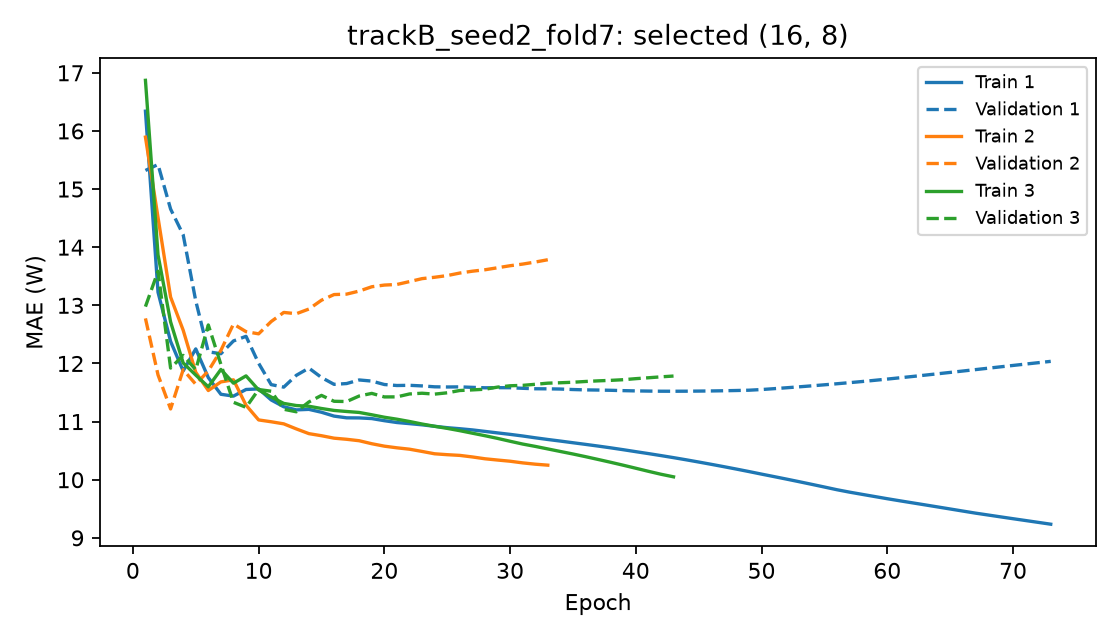 trackB_seed2_fold7: selected (16, 8)
17
16
15
14
13
12
11
10
9
MAE (W)
0 10 20 30 40 50 60 70
Epoch
Train 1
Validation 1
Train 2
Validation 2
Train 3
Validation 3